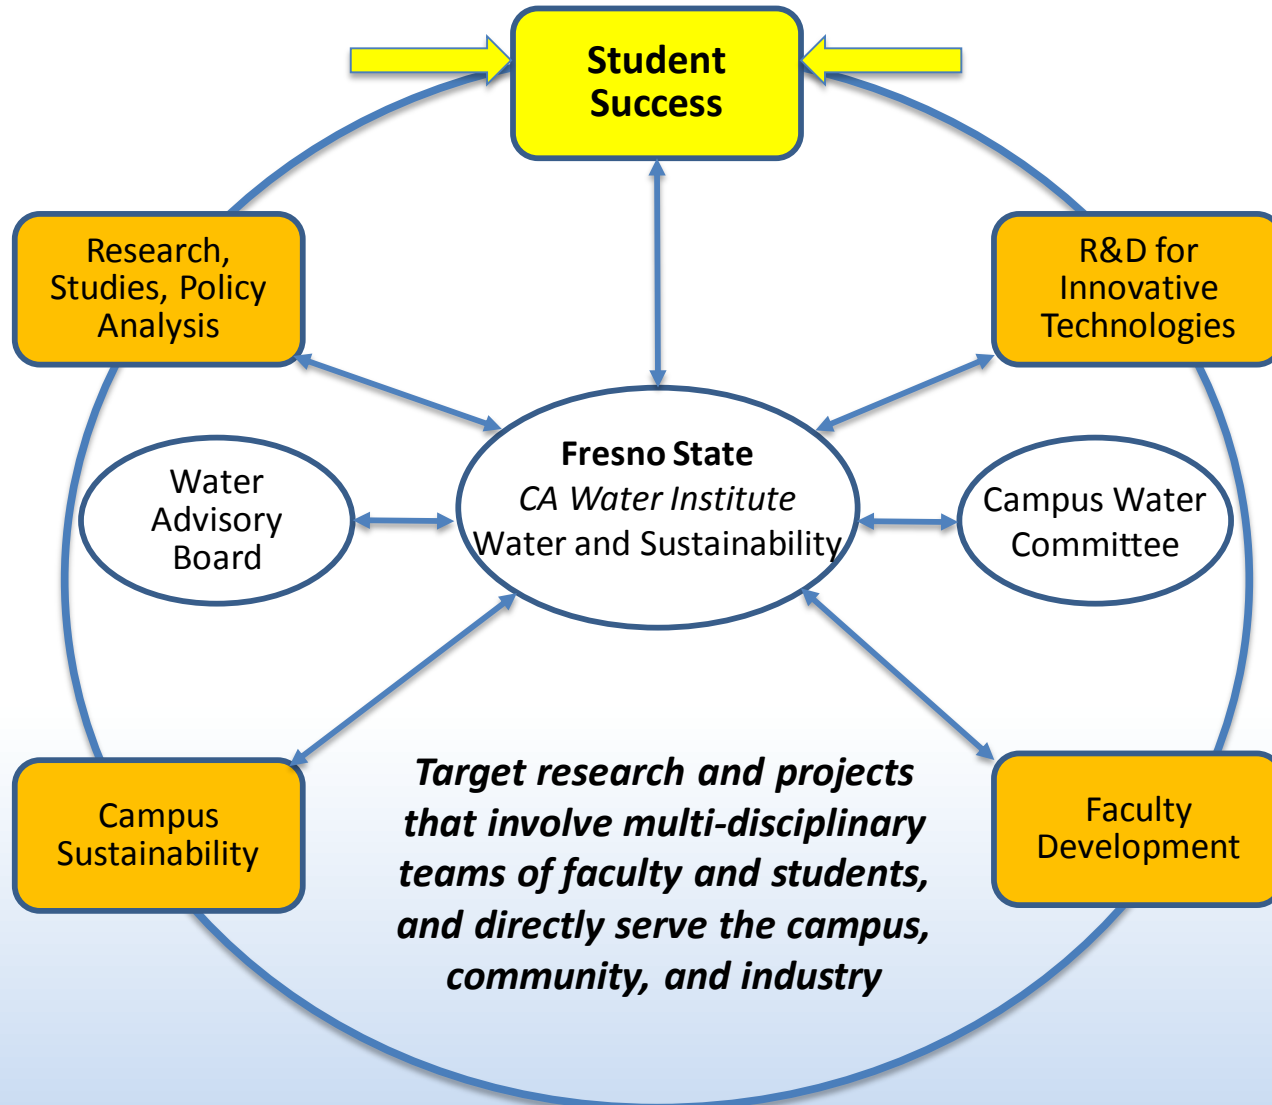 Student
Success
Research,
Studies, Policy
Analysis
R&D for
Innovative
Technologies
Fresno State
CA Water Institute
Water and Sustainability
Water
Advisory
Board
Campus Water
Committee
Campus
Sustainability
Target research and projects
that involve multi-disciplinary
teams of faculty and students,
and directly serve the campus,
community, and industry
Faculty
Development